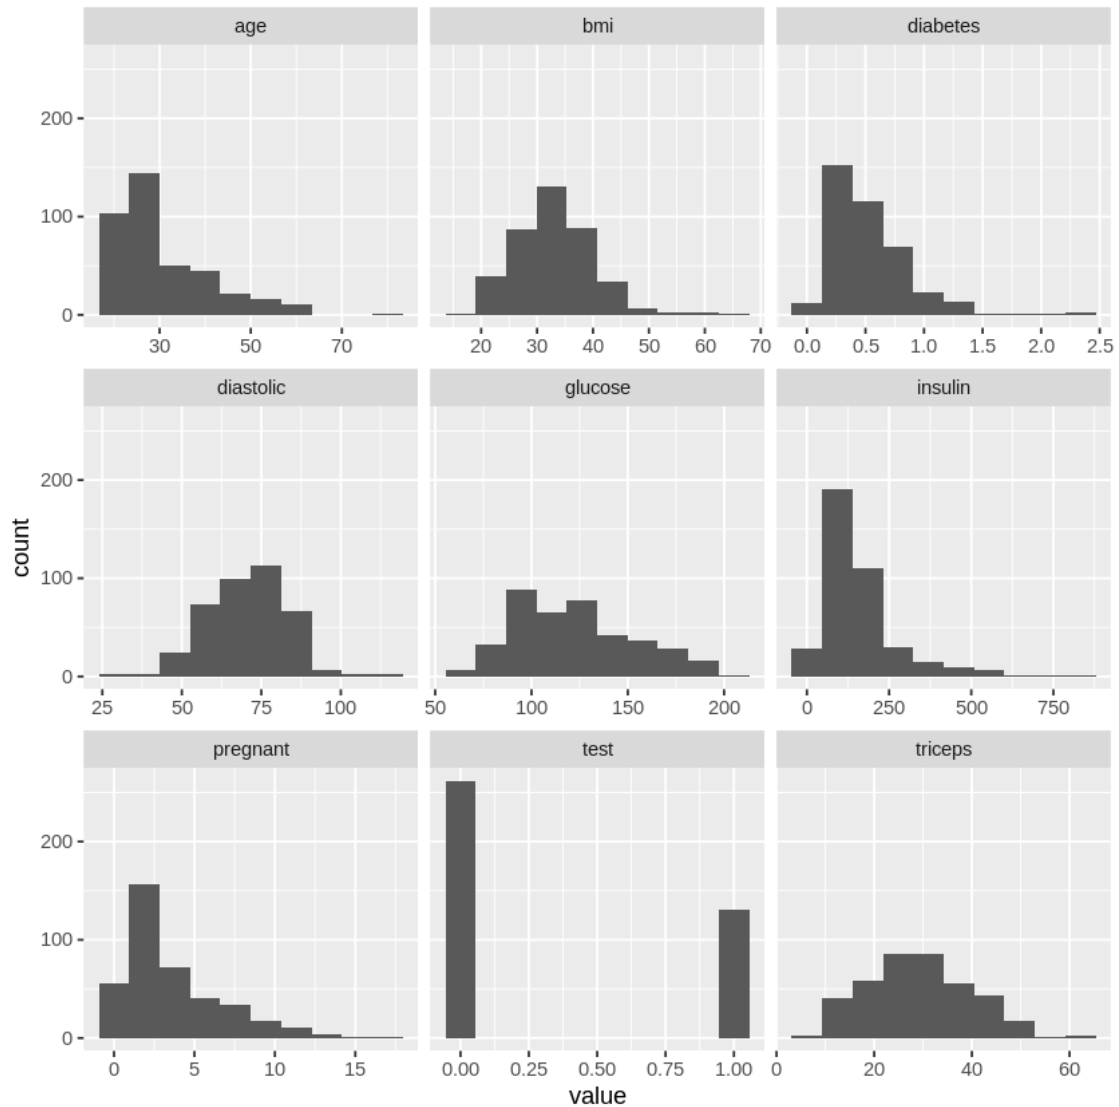 age bmi diabetes
200
100
0
30 50 70 20 30 40 50 60 70 0.0 0.5 1.0 1.5 2.0 2.5
diastolic glucose insulin
200
100
0
25 50 75 100 50 100 150 200 0 250 500 750
count
pregnant test triceps
200
100
0
0 5 10 15 0.00 0.25 0.50 0.75 1.00 0 20 40 60
value